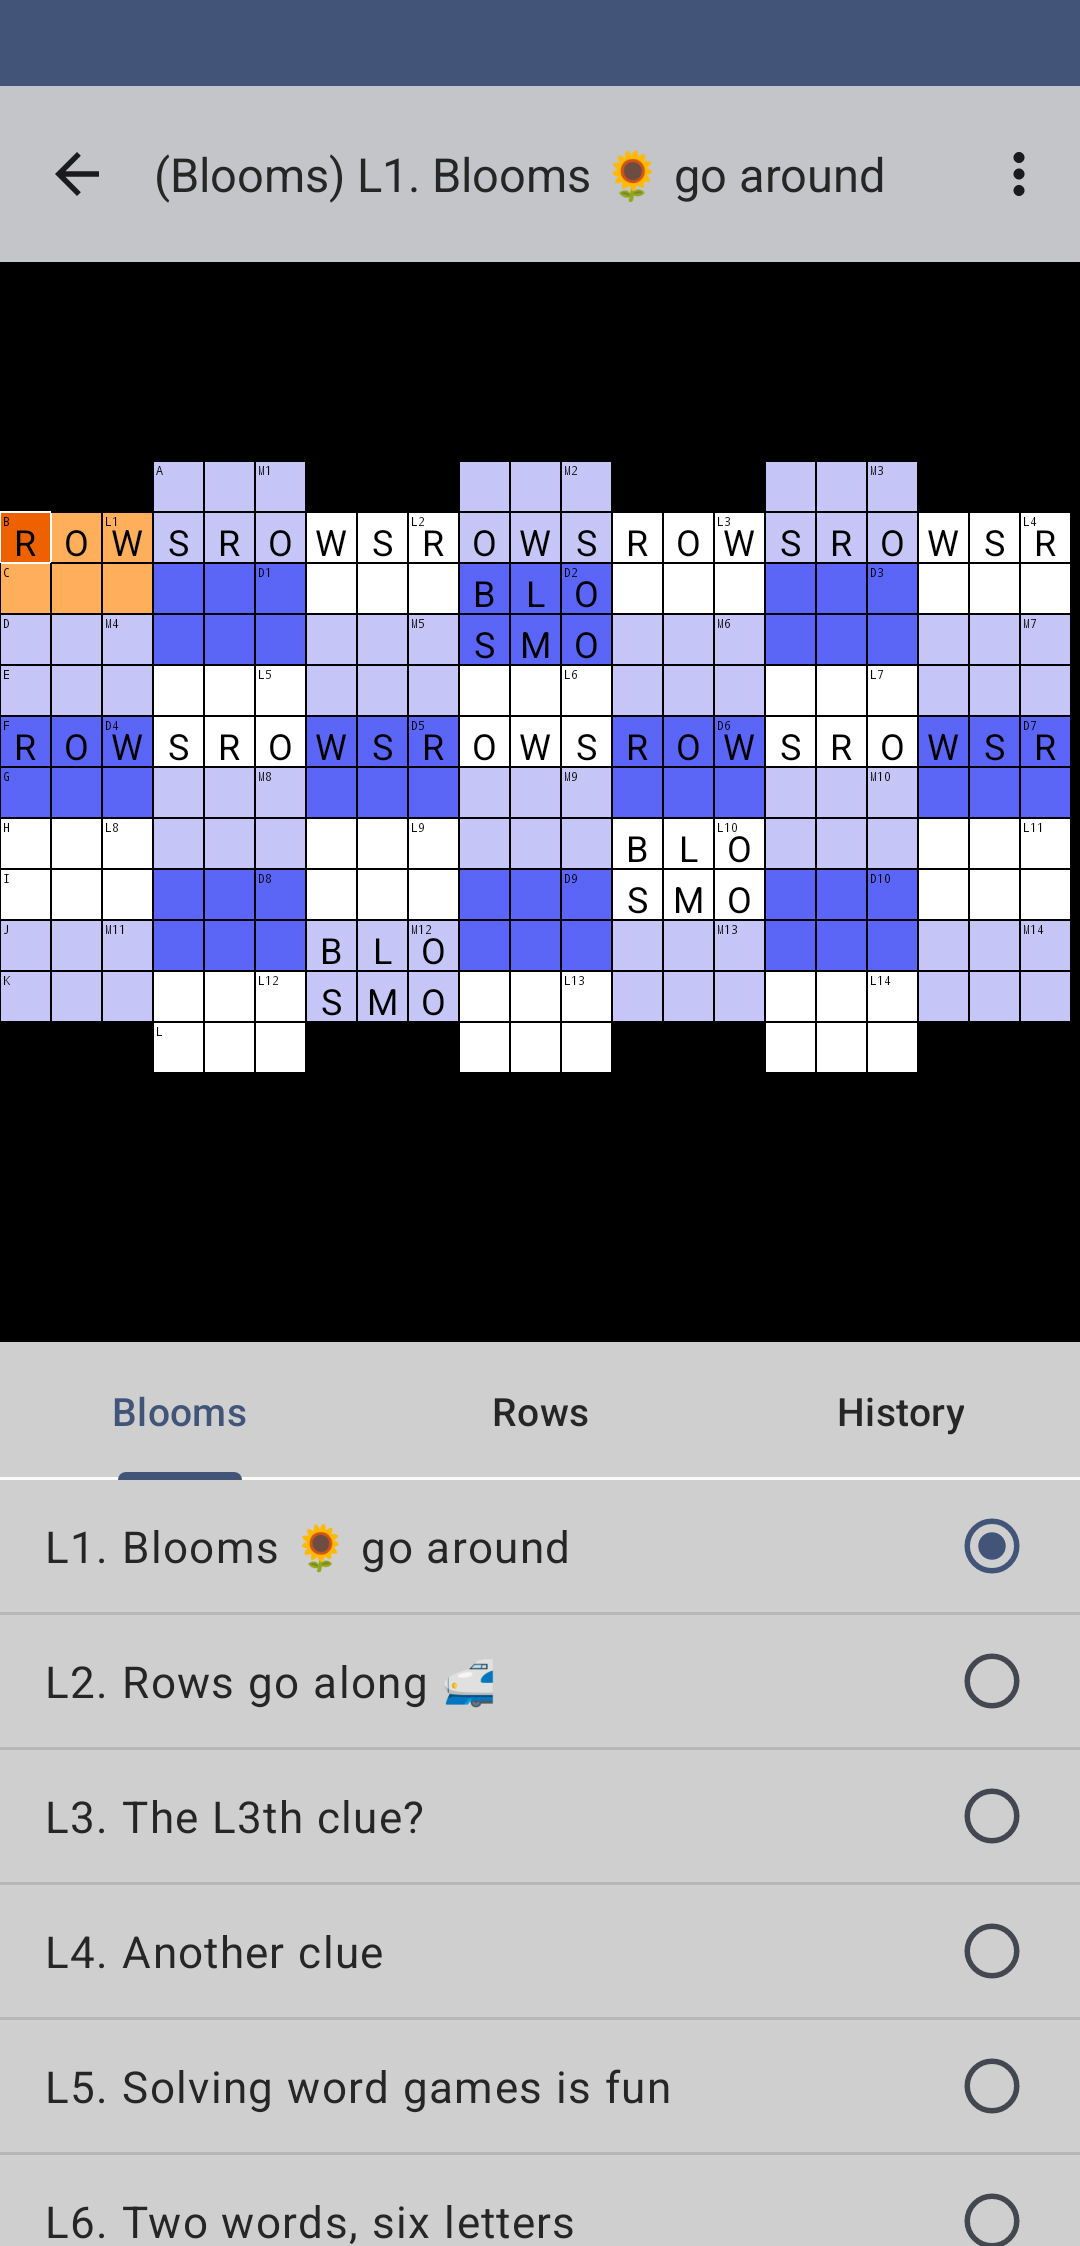 (Blooms) L1. Blooms 🌻 go around
A M1 M2 M3
B L1 L2 L3 L4
R O W S R O W S R O W S R O W S R O W S R
C D1 D2 D3
B L O
D M4 M5 M6 M7
S M O
E L5 L6 L7
F D4 D5 D6 D7
R O W S R O W S R O W S R O W S R O W S R
G M8 M9 M10
H L8 L9 L10 L11
B L O
I D8 D9 D10
S M O
J M11 M12 M13 M14
B L O
K L12 L13 L14
S M O
L
Blooms Rows History
L1. Blooms 🌻 go around
L2. Rows go along 🚅
L3. The L3th clue?
L4. Another clue
L5. Solving word games is fun
L6. Two words, six letters